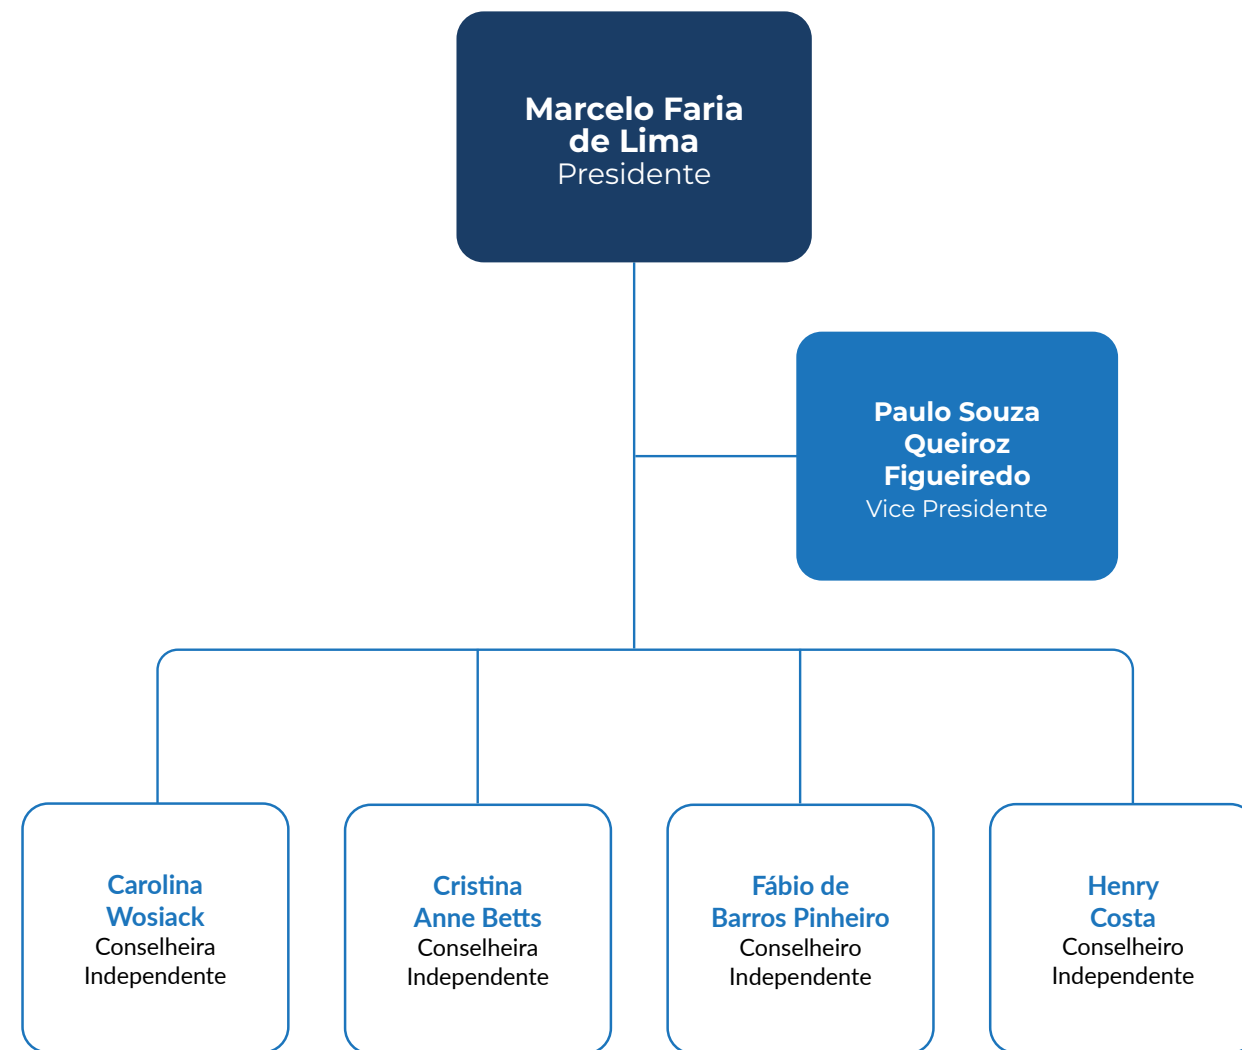 Marcelo Faria
de Lima
Presidente
Paulo Souza
Queiroz
Figueiredo
Vice Presidente
Carolina
Wosiack
Conselheira
Independente
Cristina
Anne Betts
Conselheira
Independente
Fábio de
Barros Pinheiro
Conselheiro
Independente
Henry
Costa
Conselheiro
Independente